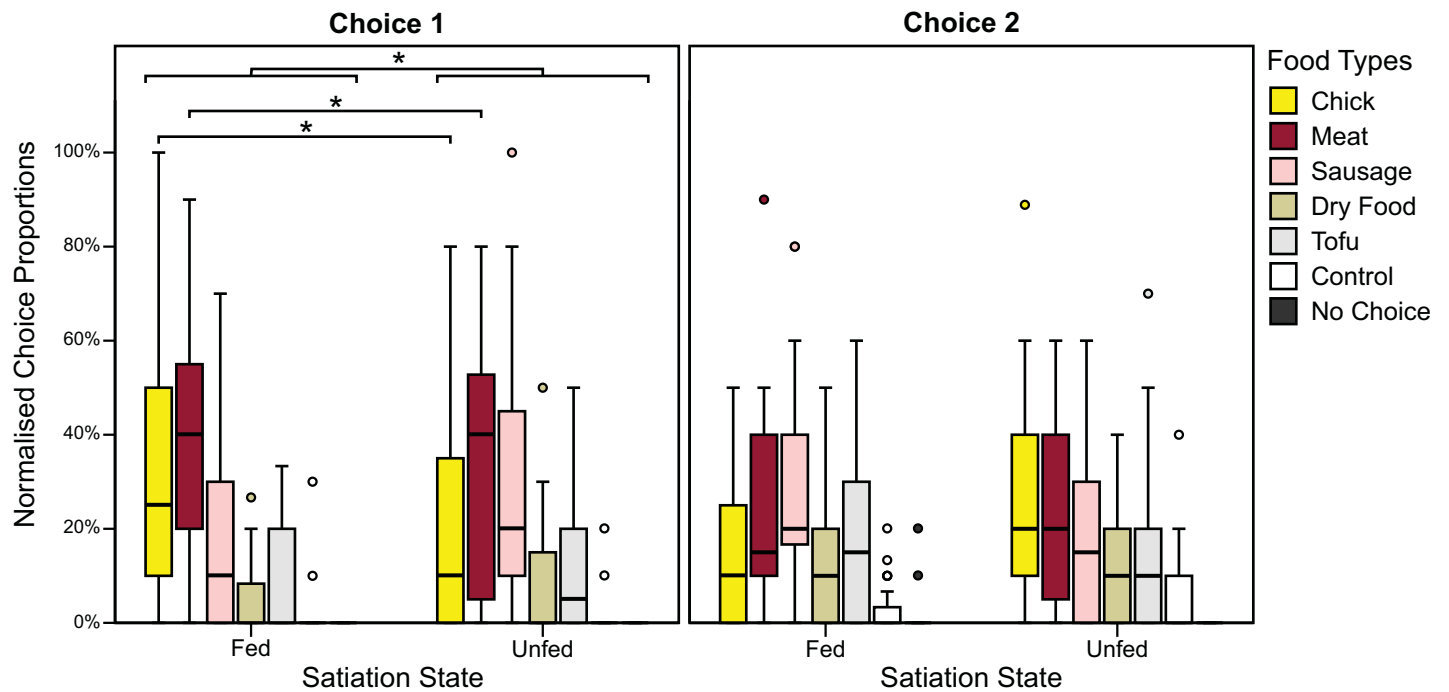 Choice 1
Choice 2
Normalised Choice Proportions
100%
80%
60%
40%
20%
0%
*
*
*
Fed
Unfed
Fed
Unfed
Satiation State
Satiation State
Food Types
Chick
Meat
Sausage
Dry Food
Tofu
Control
No Choice